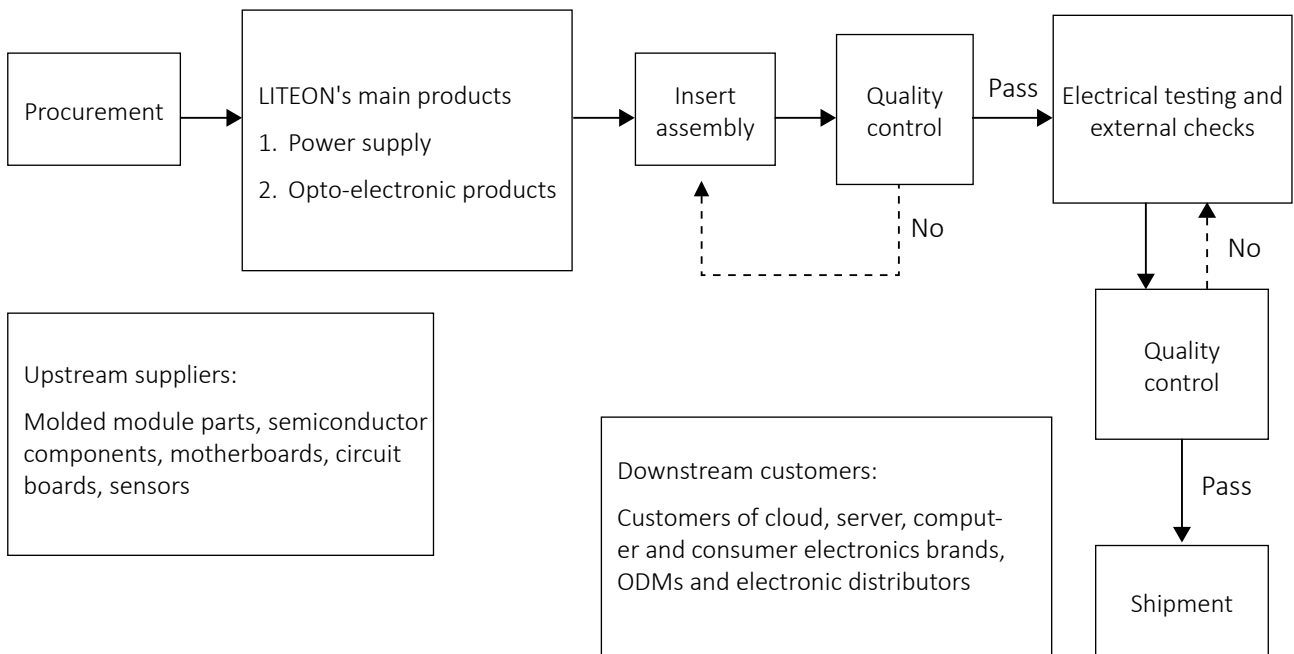 Procurement
LITEON's main products
1. Power supply
2. Opto-electronic products
Insert
assembly
Quality
control
Pass
Electrical testing and
external checks
No
No
Quality
control
Pass
Shipment
Upstream suppliers:
Molded module parts, semiconductor
components, motherboards, circuit
boards, sensors
Downstream customers:
Customers of cloud, server, comput-
er and consumer electronics brands,
ODMs and electronic distributors